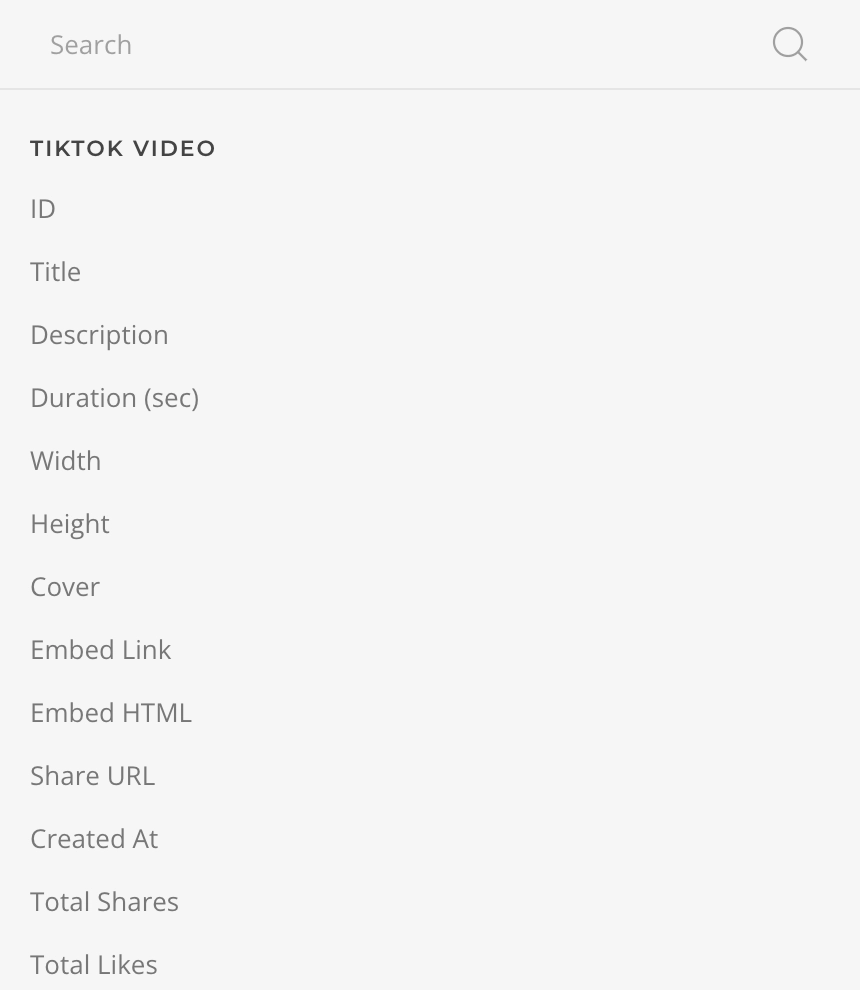 Search
TIKTOK VIDEO
ID
Title
Description
Duration (sec)
Width
Height
Cover
Embed Link
Embed HTML
Share URL
Created At
Total Shares
Total Likes